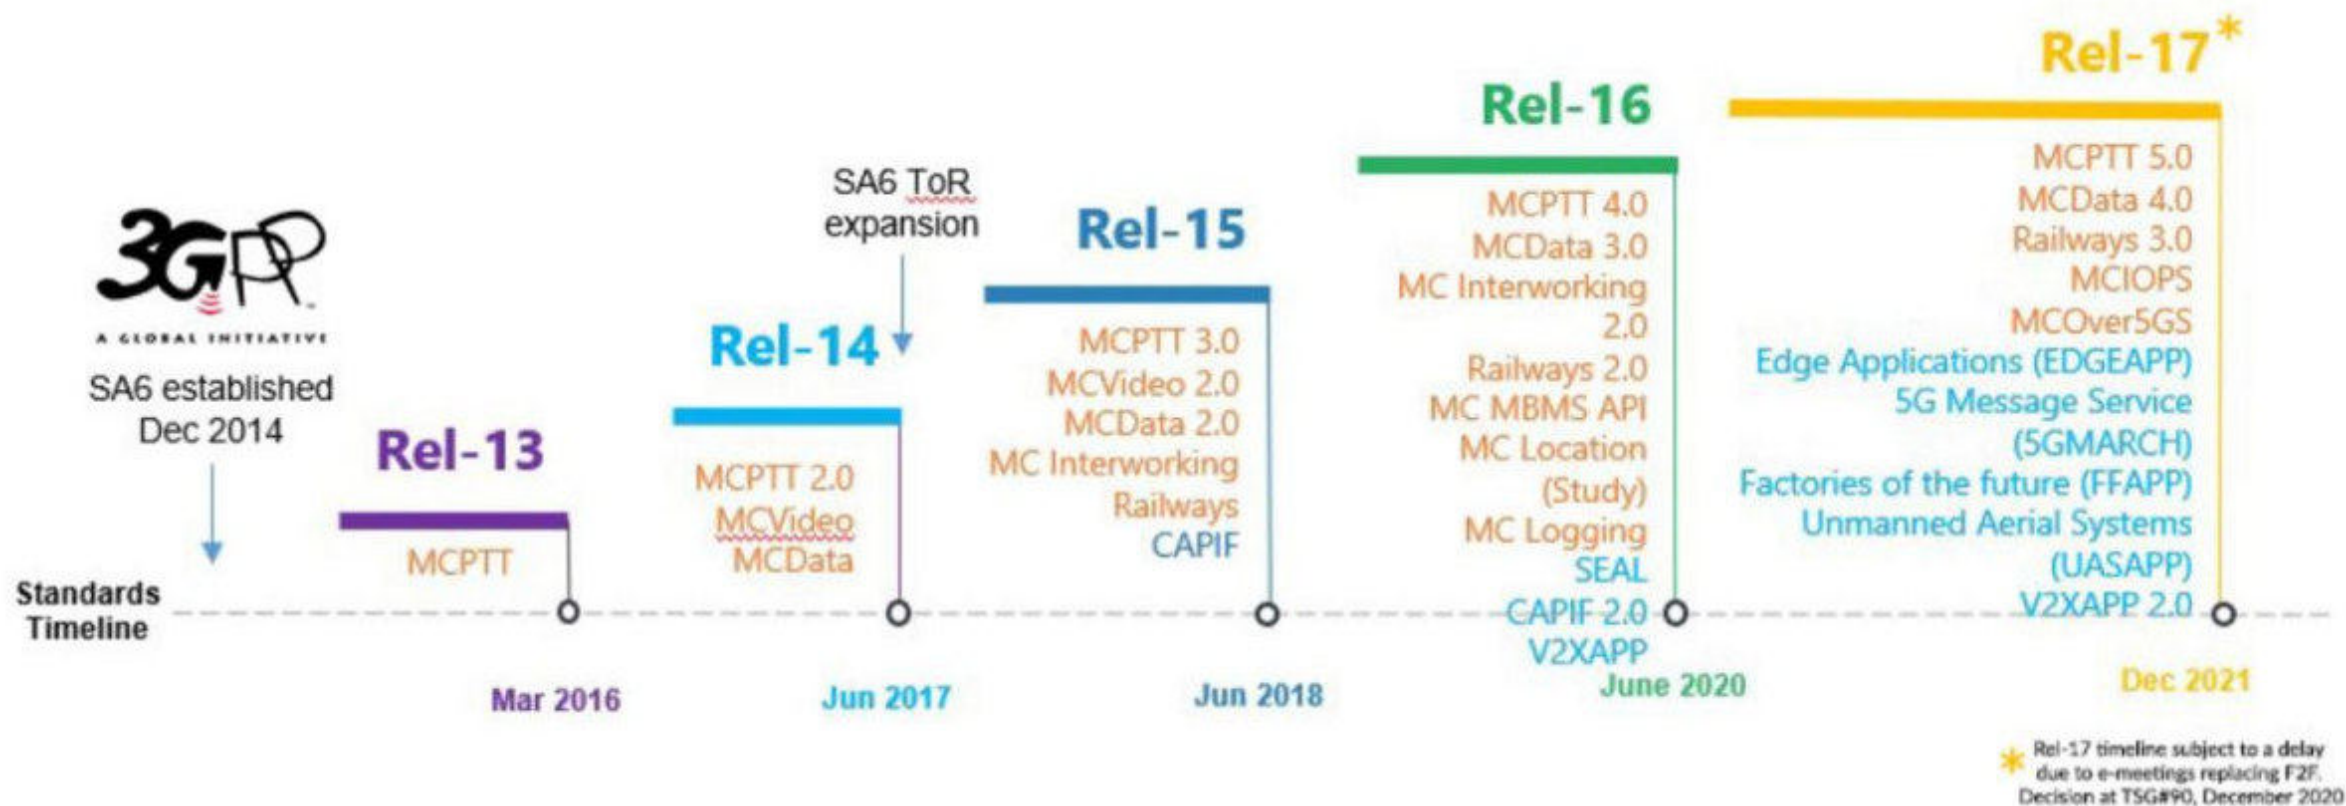 3GPP
A GLOBAL INITIATIVE
SA6 established
Dec 2014
Standards
Timeline
Rel-13
MCPTT
Mar 2016
Rel-14
MCPTT 2.0
MCVideo
MCData
Jun 2017
SA6 ToR
expansion
Rel-15
MCPTT 3.0
MCVideo 2.0
MCData 2.0
MC Interworking
Railways
CAPIF
Jun 2018
Rel-16
MCPTT 4.0
MCData 3.0
MC Interworking
2.0
Railways 2.0
MC MBMS API
MC Location
(Study)
MC Logging
SEAL
CAPIF 2.0
V2XAPP
June 2020
Rel-17*
MCPTT 5.0
MCData 4.0
Railways 3.0
MCIOPS
MCOver5GS
Edge Applications (EDGEAPP)
5G Message Service
(5GMARCH)
Factories of the future (FFAPP)
Unmanned Aerial Systems
(UASAPP)
V2XAPP 2.0
Dec 2021
* Rel-17 timeline subject to a delay
due to e-meetings replacing F2F.
Decision at TSG#90, December 2020